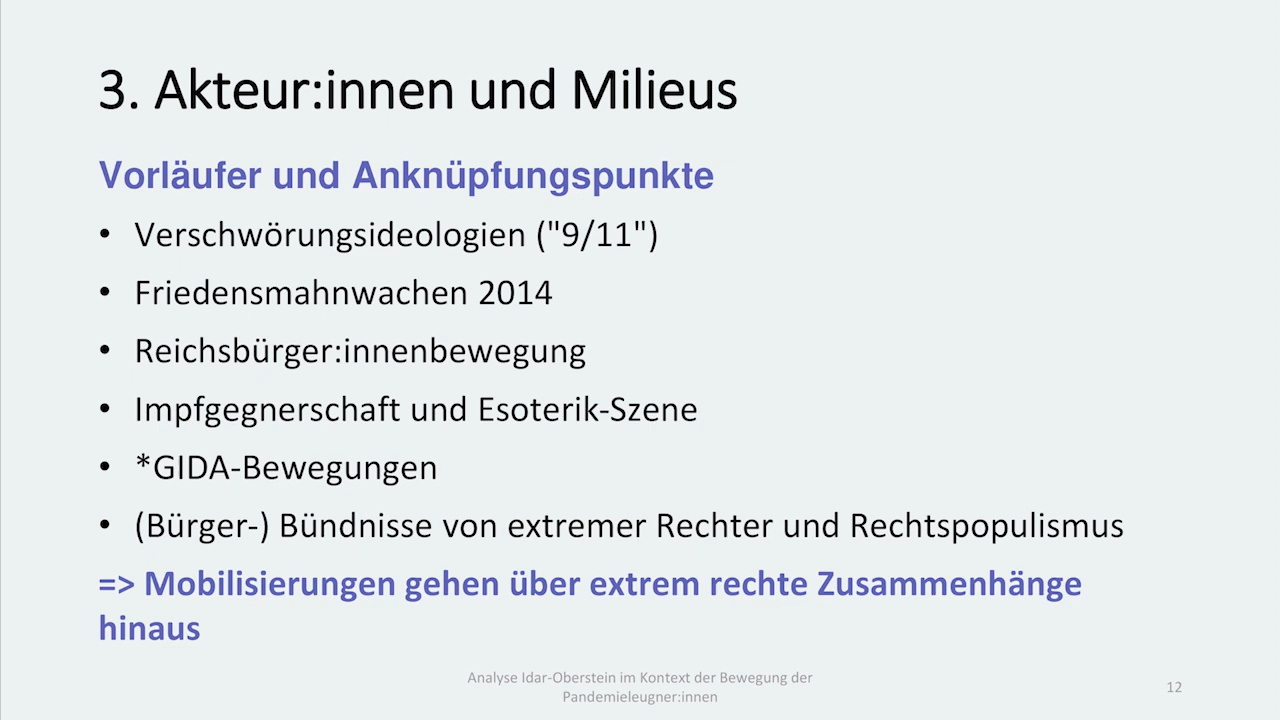 3. Akteur:innen und Milieus
Vorläufer und Anknüpfungspunkte
• Verschwörungsideologien ("9/11")
• Friedensmahnwachen 2014
• Reichsbürger:innenbewegung
• Impfgegnerschaft und Esoterik-Szene
• *GIDA-Bewegungen
• (Bürger-) Bündnisse von extremer Rechter und Rechtspopulismus
=> Mobilisierungen gehen über extrem rechte Zusammenhänge
hinaus
Analyse Idar-Oberstein im Kontext der Bewegung der
Pandemieleugner:innen
12